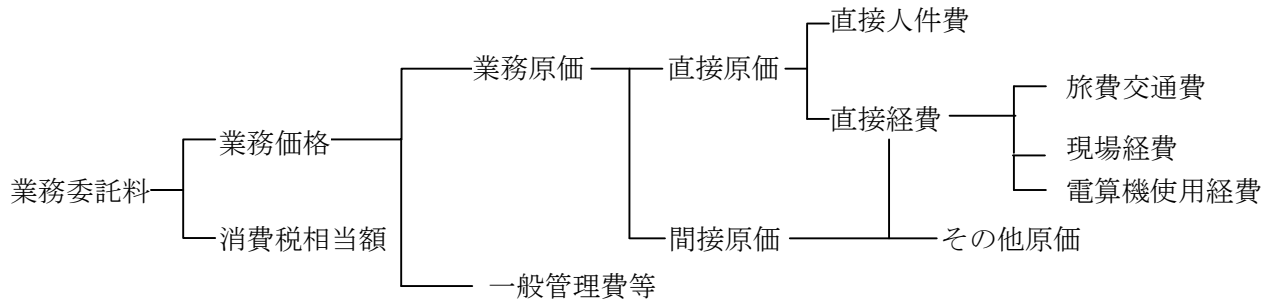 直接人件費
業務原価
直接原価
旅費交通費
直接経費
業務価格
現場経費
業務委託料
電算機使用経費
消費税相当額
間接原価
その他原価
一般管理費等